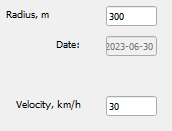 Radius, m 300
Date: 2023-06-30
Velocity, km/h 30